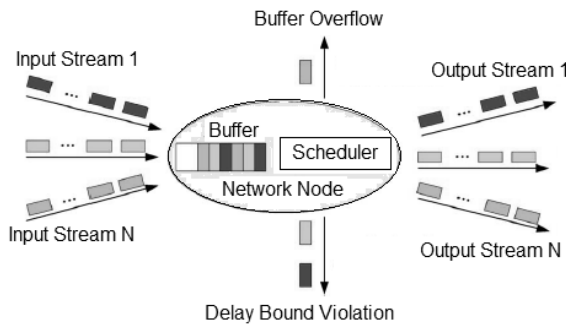 Buffer Overflow
Input Stream 1
Output Stream 1
...
...
Buffer
...
Scheduler
...
Network Node
...
...
Input Stream N
Output Stream N
Delay Bound Violation